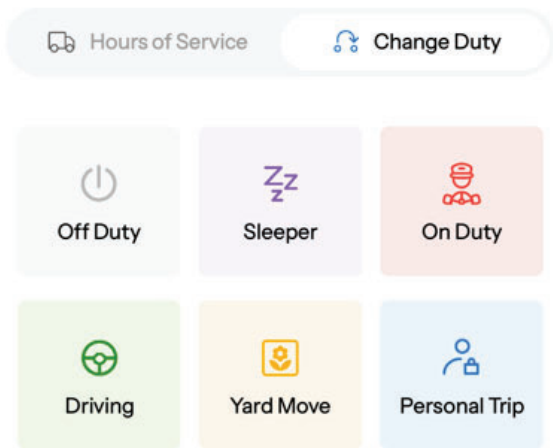 Hours of Service
Change Duty
Off Duty
Sleeper
On Duty
Driving
Yard Move
Personal Trip